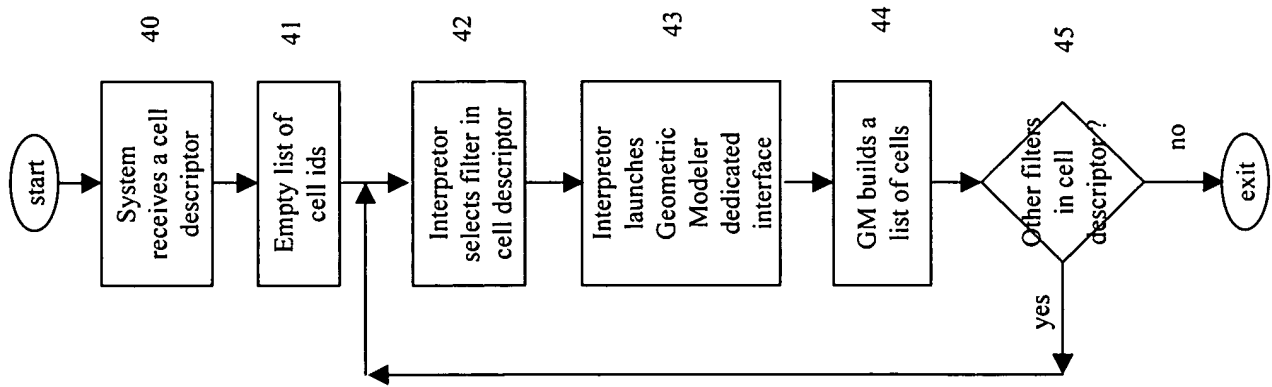 start
System
receives a cell
descriptor
40
Empty list of
cell ids
41
Interpretor
selects filter in
cell descriptor
42
Interpretor
launches
Geometric
Modeler
dedicated
interface
43
GM builds a
list of cells
44
Other filters
in cell
descriptor?
45
yes
no
exit